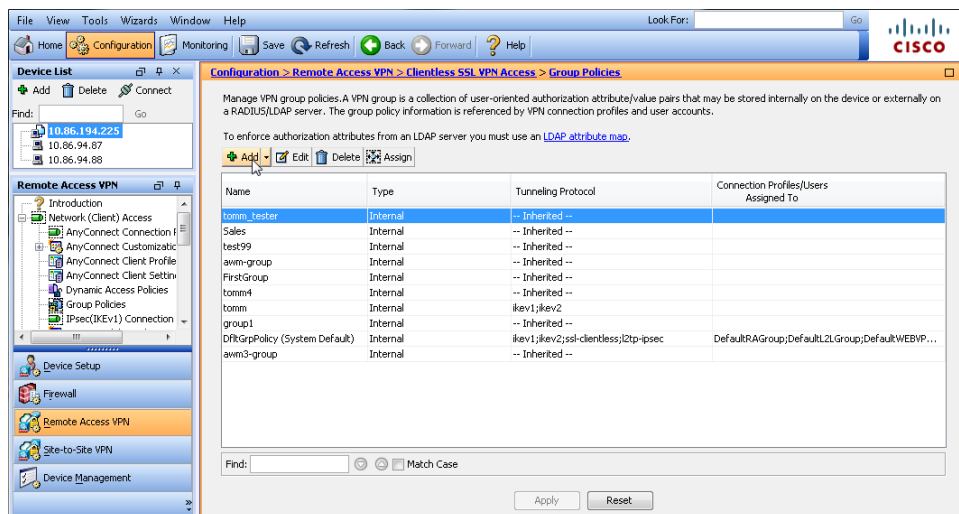 File View Tools Wizards Window Help Look For: Go
Home Configuration Monitoring Save Refresh Back Forward Help
CISCO
Device List
Add Delete Connect
Find: Go
10.86.194.225
10.86.94.87
10.86.94.88
Remote Access VPN
Introduction
Network (Client) Access
AnyConnect Connection
AnyConnect Customizatic
AnyConnect Client Profile
AnyConnect Client Settin
Dynamic Access Policies
Group Policies
IPsec(IKEv1) Connection
Device Setup
Firewall
Remote Access VPN
Site-to-Site VPN
Device Management
Configuration > Remote Access VPN > Clientless SSL VPN Access > Group Policies
Manage VPN group policies.A VPN group is a collection of user-oriented authorization attribute/value pairs that may be stored internally on the device or externally on
a RADIUS/LDAP server. The group policy information is referenced by VPN connection profiles and user accounts.
To enforce authorization attributes from an LDAP server you must use an LDAP attribute map.
Add Edit Delete Assign
Name Type Tunneling Protocol Connection Profiles/Users
Assigned To
tomm_tester Internal -- Inherited --
Sales Internal -- Inherited --
test99 Internal -- Inherited --
awm-group Internal -- Inherited --
FirstGroup Internal -- Inherited --
tomm4 Internal -- Inherited --
tomm Internal ikev1;ikev2
group1 Internal -- Inherited --
DfltGrpPolicy (System Default) Internal ikev1;ikev2;ssl-clientless;l2tp-ipsec DefaultRAGroup;DefaultL2LGroup;DefaultWEBVP...
awm3-group Internal -- Inherited --
Find: Match Case
Apply Reset